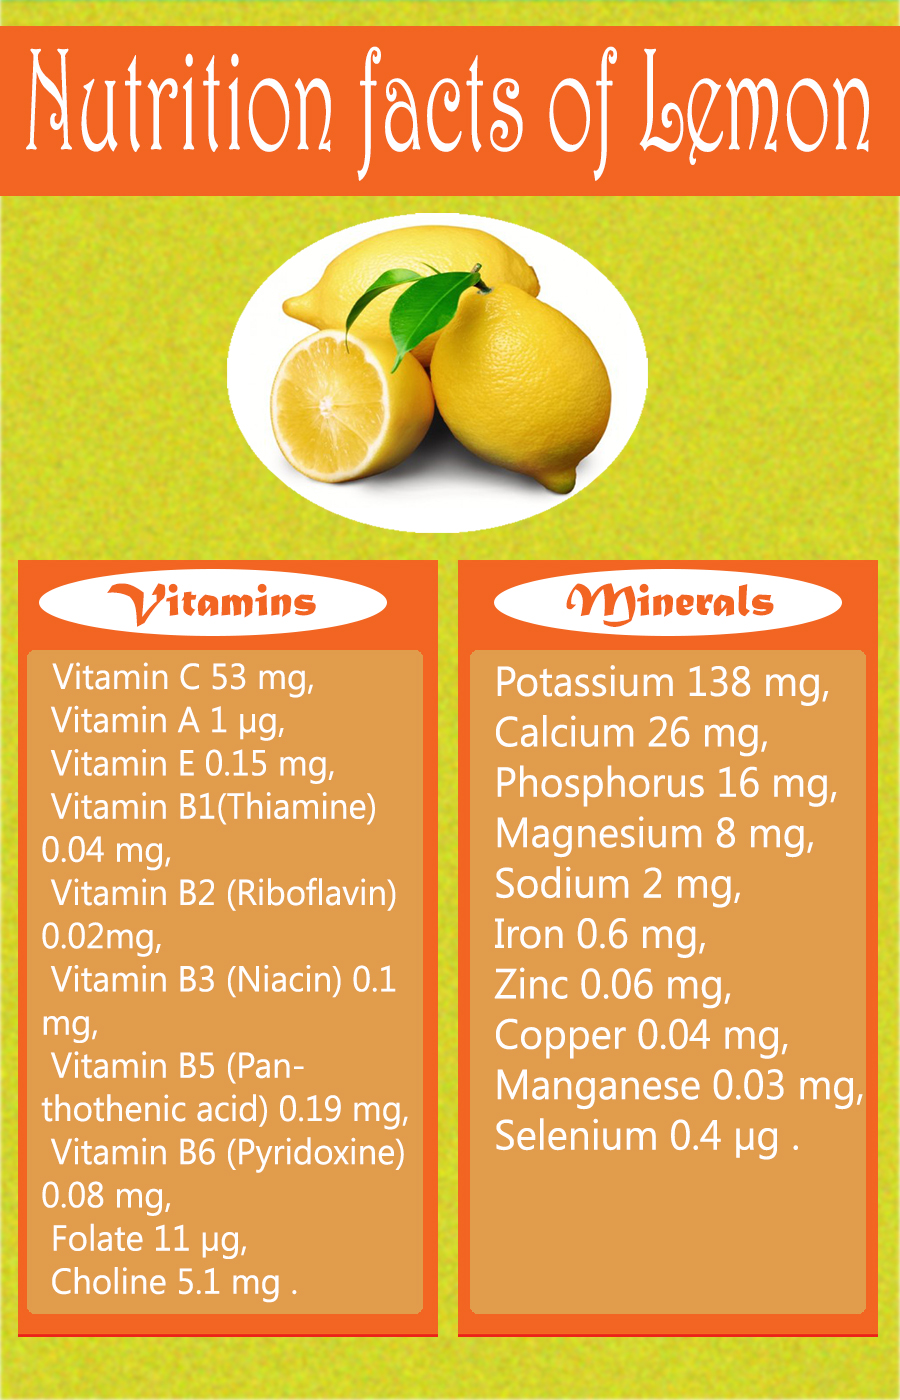 Nutrition facts of Lemon
Vitamins
Vitamin C 53 mg,
Vitamin A 1 µg,
Vitamin E 0.15 mg,
Vitamin B1(Thiamine)
0.04 mg,
Vitamin B2 (Riboflavin)
0.02mg,
Vitamin B3 (Niacin) 0.1
mg,
Vitamin B5 (Pan-
thothenic acid) 0.19 mg,
Vitamin B6 (Pyridoxine)
0.08 mg,
Folate 11 µg,
Choline 5.1 mg .
Minerals
Potassium 138 mg,
Calcium 26 mg,
Phosphorus 16 mg,
Magnesium 8 mg,
Sodium 2 mg,
Iron 0.6 mg,
Zinc 0.06 mg,
Copper 0.04 mg,
Manganese 0.03 mg,
Selenium 0.4 µg .